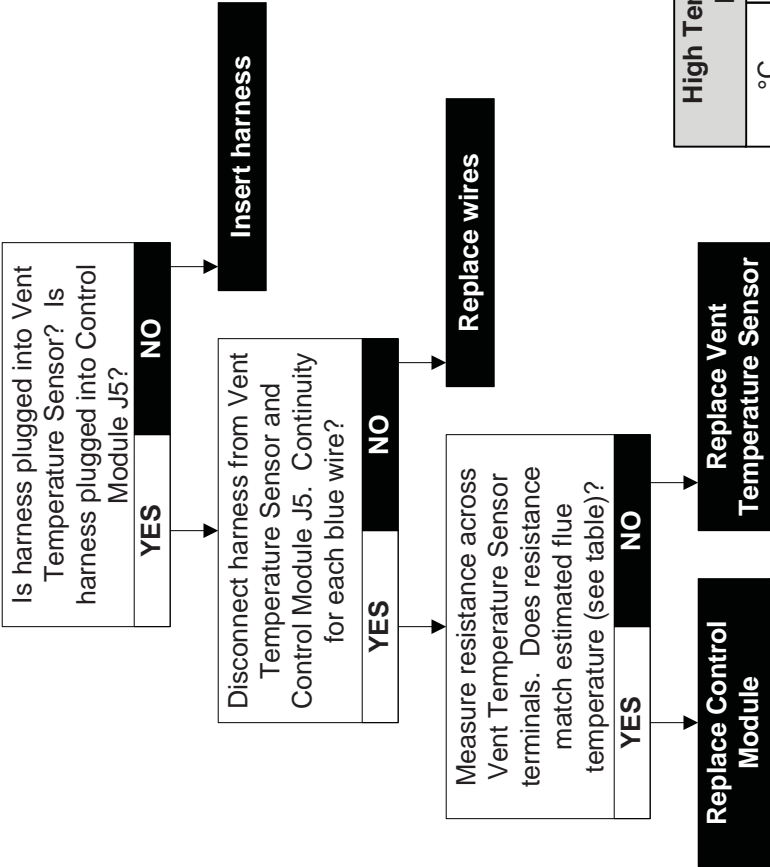 Is harness plugged into Vent
Temperature Sensor? Is
harness plugged into Control
Module J5?
YES
NO
Insert harness
Disconnect harness from Vent
Temperature Sensor and
Control Module J5. Continuity
for each blue wire?
YES
NO
Replace wires
Measure resistance across
Vent Temperature Sensor
terminals. Does resistance
match estimated flue
temperature (see table)?
YES
NO
Replace Control
Module
Replace Vent
Temperature Sensor
High
°C